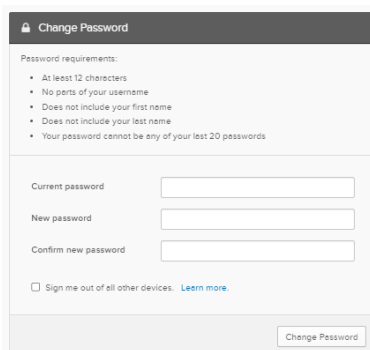 Change Password
Password requirements:
• At least 12 characters
• No parts of your username
• Does not include your first name
• Does not include your last name
• Your password cannot be any of your last 20 passwords
Current password
New password
Confirm new password
Sign me out of all other devices. Learn more.
Change Password